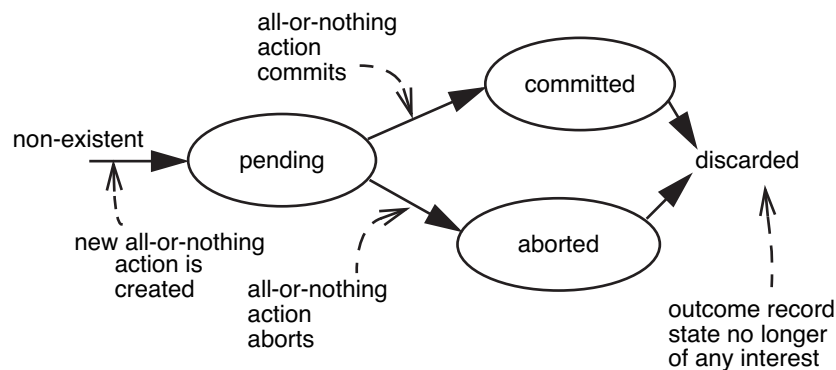 all-or-nothing
action
commits
committed
non-existent
pending
discarded
new all-or-nothing
action is
created
all-or-nothing
action
aborts
aborted
outcome record
state no longer
of any interest